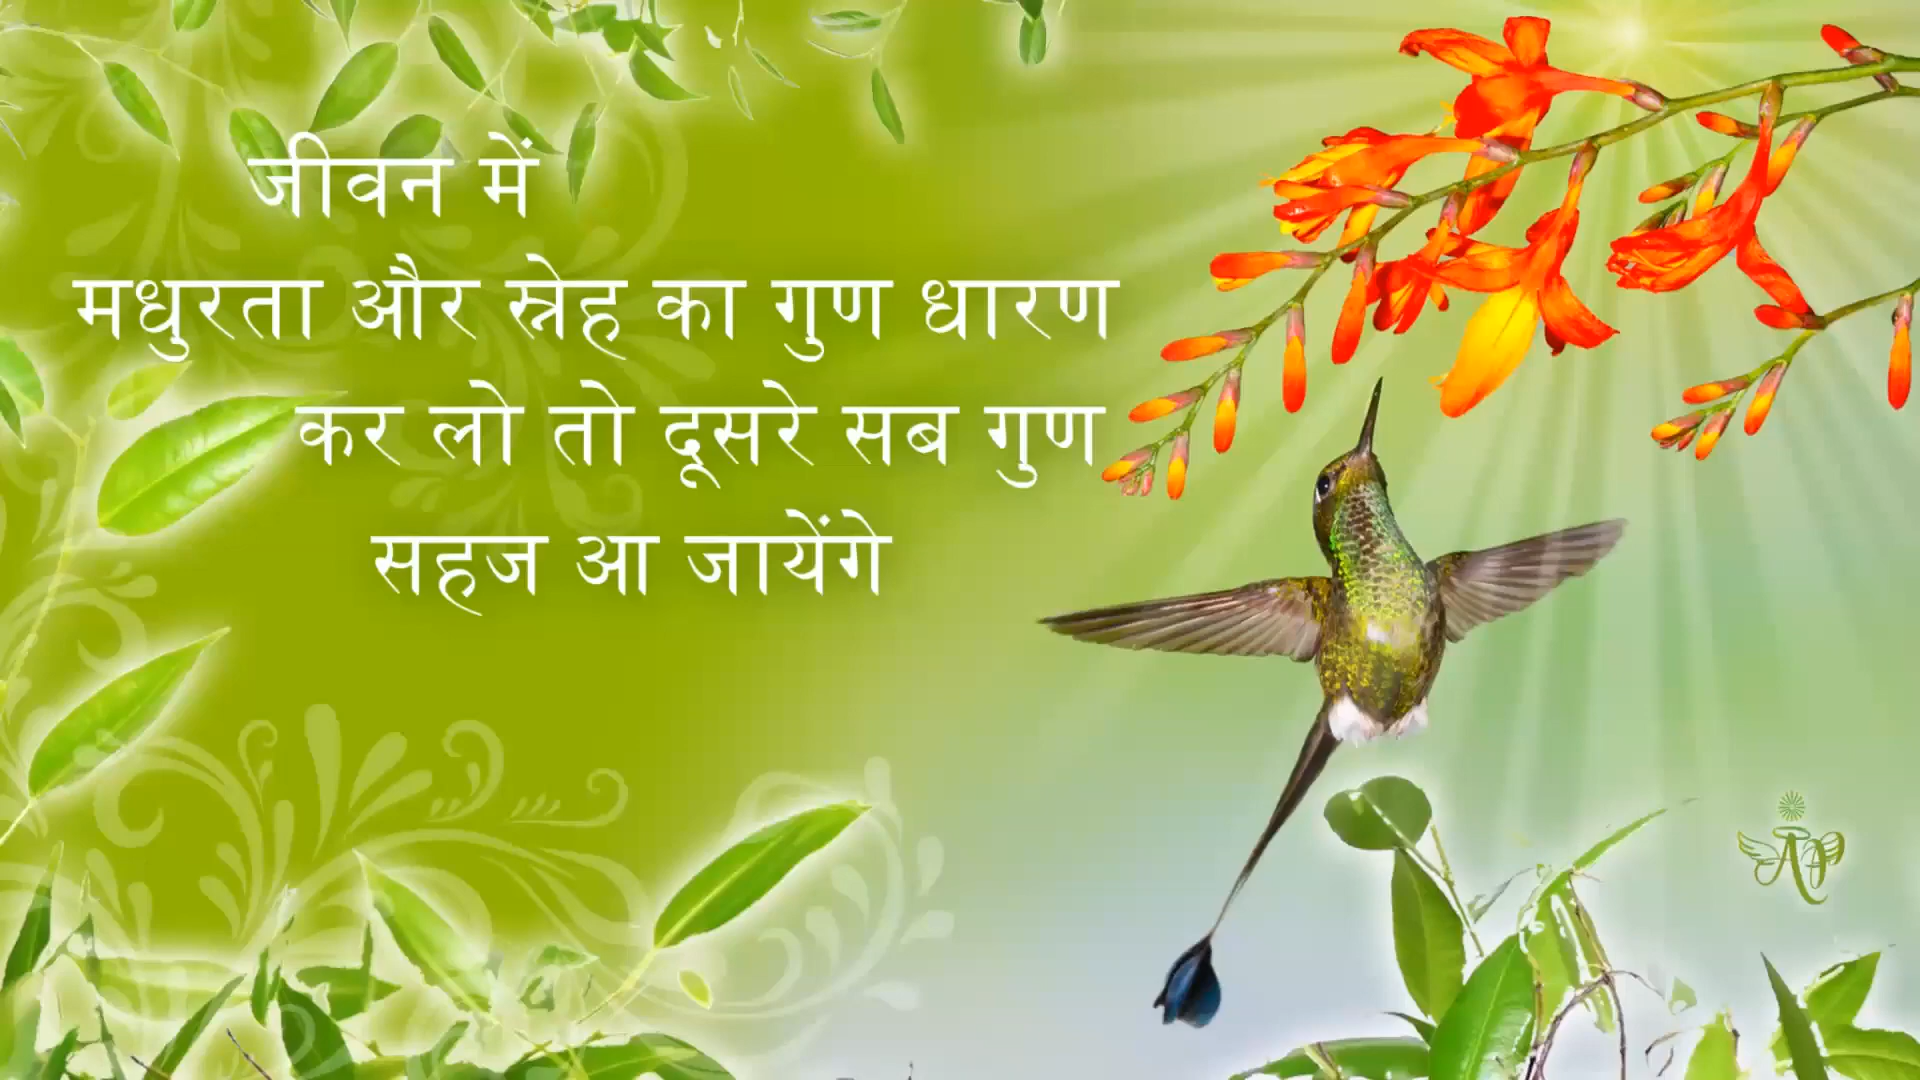 जीवन में
मधुरता और स्नेह का गुण धारण
कर लो तो दूसरे सब गुण
सहज आ जायेंगे